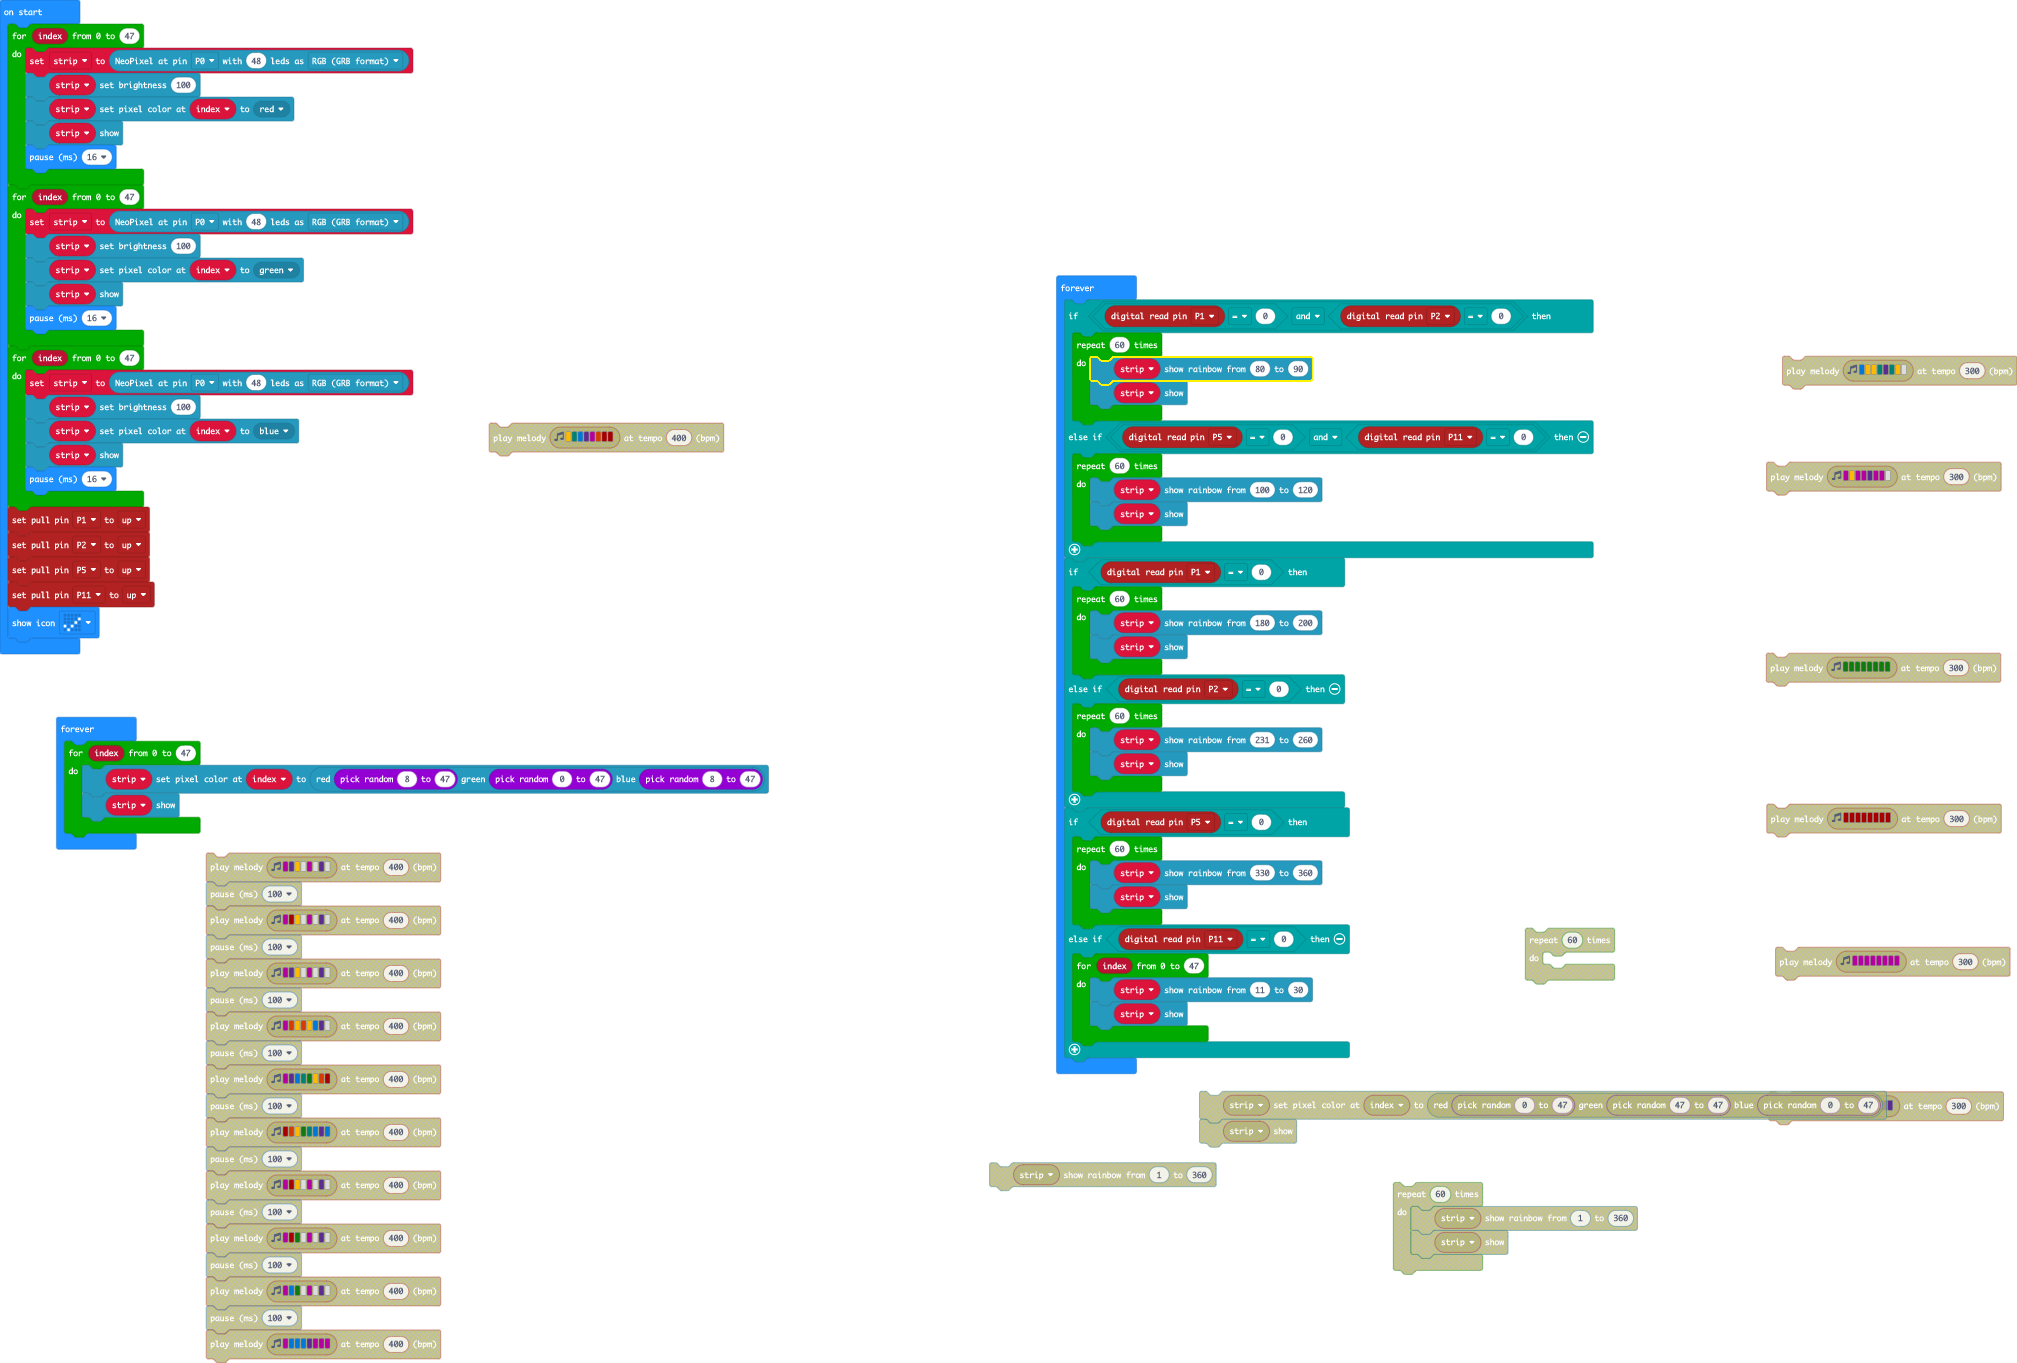 on start
for index from 0 to 47
do
set strip to NeoPixel at pin P0 with 48 leds as RGB (GRB format)
strip set brightness 100
strip set pixel color at index to red
strip show
pause (ms) 16
for index from 0 to 47
do
set strip to NeoPixel at pin P0 with 48 leds as RGB (GRB format)
strip set brightness 100
strip set pixel color at index to green
strip show
pause (ms) 16
for index from 0 to 47
do
set strip to NeoPixel at pin P0 with 48 leds as RGB (GRB format)
strip set brightness 100
strip set pixel color at index to blue
strip show
pause (ms) 16
set pull pin P1 to up
set pull pin P2 to up
set pull pin P5 to up
set pull pin P11 to up
show icon
play melody at tempo 400 (bpm)
forever
for index from 0 to 47
do
strip set pixel color at index to red pick random 8 to 47 green pick random 0 to 47 blue pick random 8 to 47
strip show
play melody at tempo 400 (bpm)
pause (ms) 100
play melody at tempo 400 (bpm)
pause (ms) 100
play melody at tempo 400 (bpm)
pause (ms) 100
play melody at tempo 400 (bpm)
pause (ms) 100
play melody at tempo 400 (bpm)
pause (ms) 100
play melody at tempo 400 (bpm)
pause (ms) 100
play melody at tempo 400 (bpm)
pause (ms) 100
play melody at tempo 400 (bpm)
pause (ms) 100
play melody at tempo 400 (bpm)
pause (ms) 100
play melody at tempo 400 (bpm)
forever
if digital read pin P1 = 0 and digital read pin P2 = 0 then
repeat 60 times
do
strip show rainbow from 80 to 90
strip show
else if digital read pin P5 = 0 and digital read pin P11 = 0 then
repeat 60 times
do
strip show rainbow from 100 to 120
strip show
if digital read pin P1 = 0 then
repeat 60 times
do
strip show rainbow from 180 to 200
strip show
else if digital read pin P2 = 0 then
repeat 60 times
do
strip show rainbow from 231 to 260
strip show
if digital read pin P5 = 0 then
repeat 60 times
do
strip show rainbow from 330 to 360
strip show
else if digital read pin P11 = 0 then
for index from 0 to 47
do
strip show rainbow from 11 to 30
strip show
play melody at tempo 300 (bpm)
play melody at tempo 300 (bpm)
play melody at tempo 300 (bpm)
play melody at tempo 300 (bpm)
repeat 60 times
do
play melody at tempo 300 (bpm)
strip set pixel color at index to red pick random 0 to 47 green pick random 47 to 47 blue pick random 0 to 47
at tempo 300 (bpm)
strip show
strip show rainbow from 1 to 360
repeat 60 times
do
strip show rainbow from 1 to 360
strip show